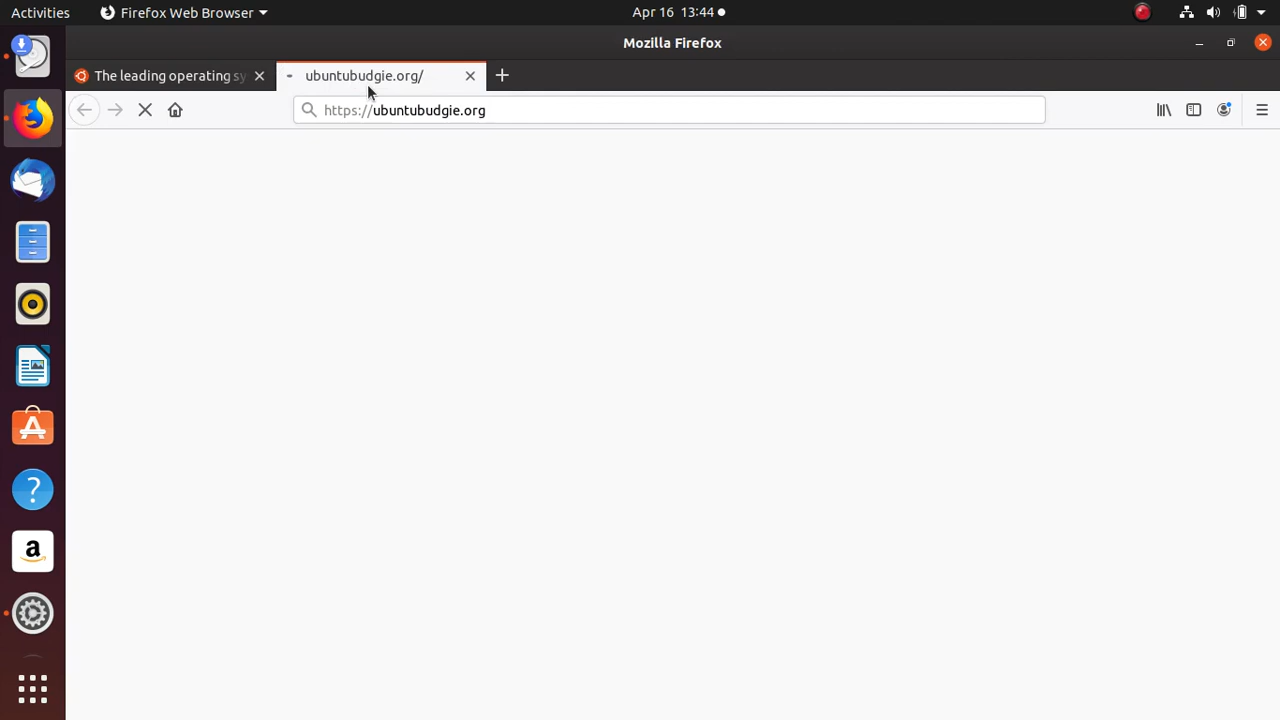 Activities Firefox Web Browser Apr 16 13:44
Mozilla Firefox
The leading operating sy ubuntubudgie.org/
https://ubuntubudgie.org